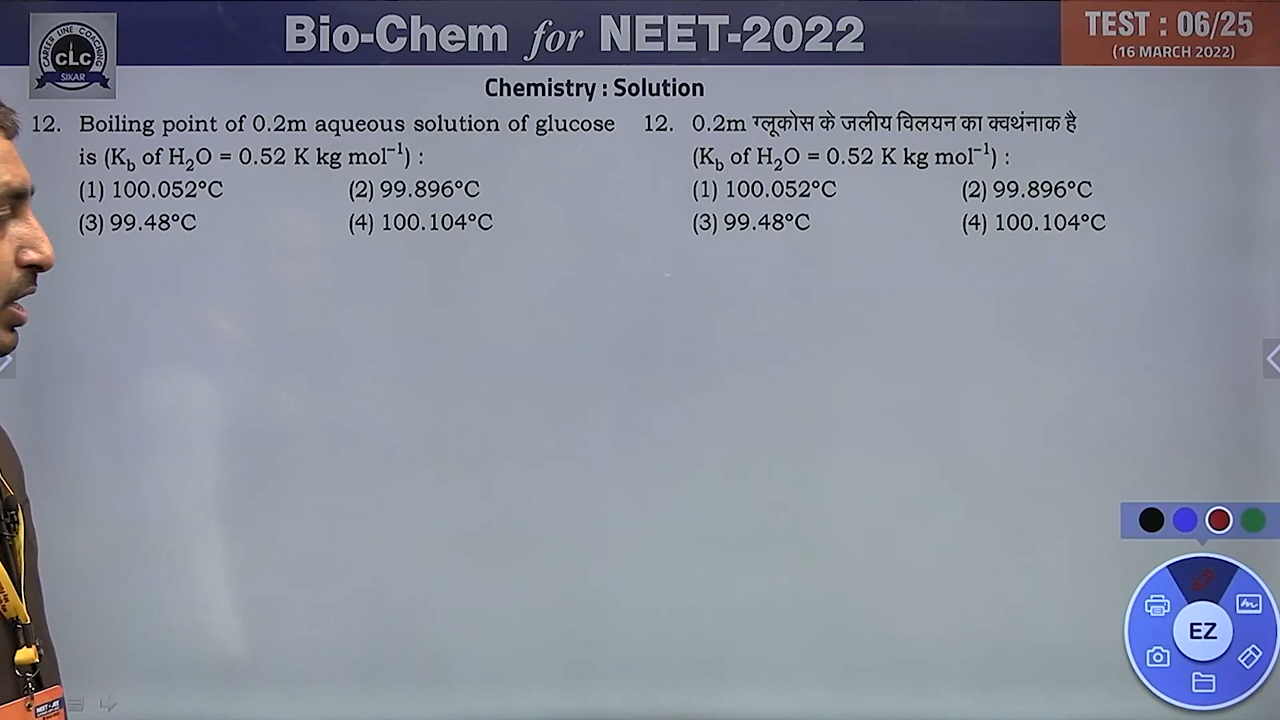 CAREER LINE COACHING
CLC
SIKAR
Bio-Chem for NEET-2022
TEST : 06/25
(16 MARCH 2022)
Chemistry : Solution
12. Boiling point of 0.2m aqueous solution of glucose
is (K_b of H₂O = 0.52 K kg mol⁻¹) :
(1) 100.052°C (2) 99.896°C
(3) 99.48°C (4) 100.104°C
12. 0.2m ग्लूकोस के जलीय विलयन का क्वथंनाक है
(K_b of H₂O = 0.52 K kg mol⁻¹) :
(1) 100.052°C (2) 99.896°C
(3) 99.48°C (4) 100.104°C
EZ